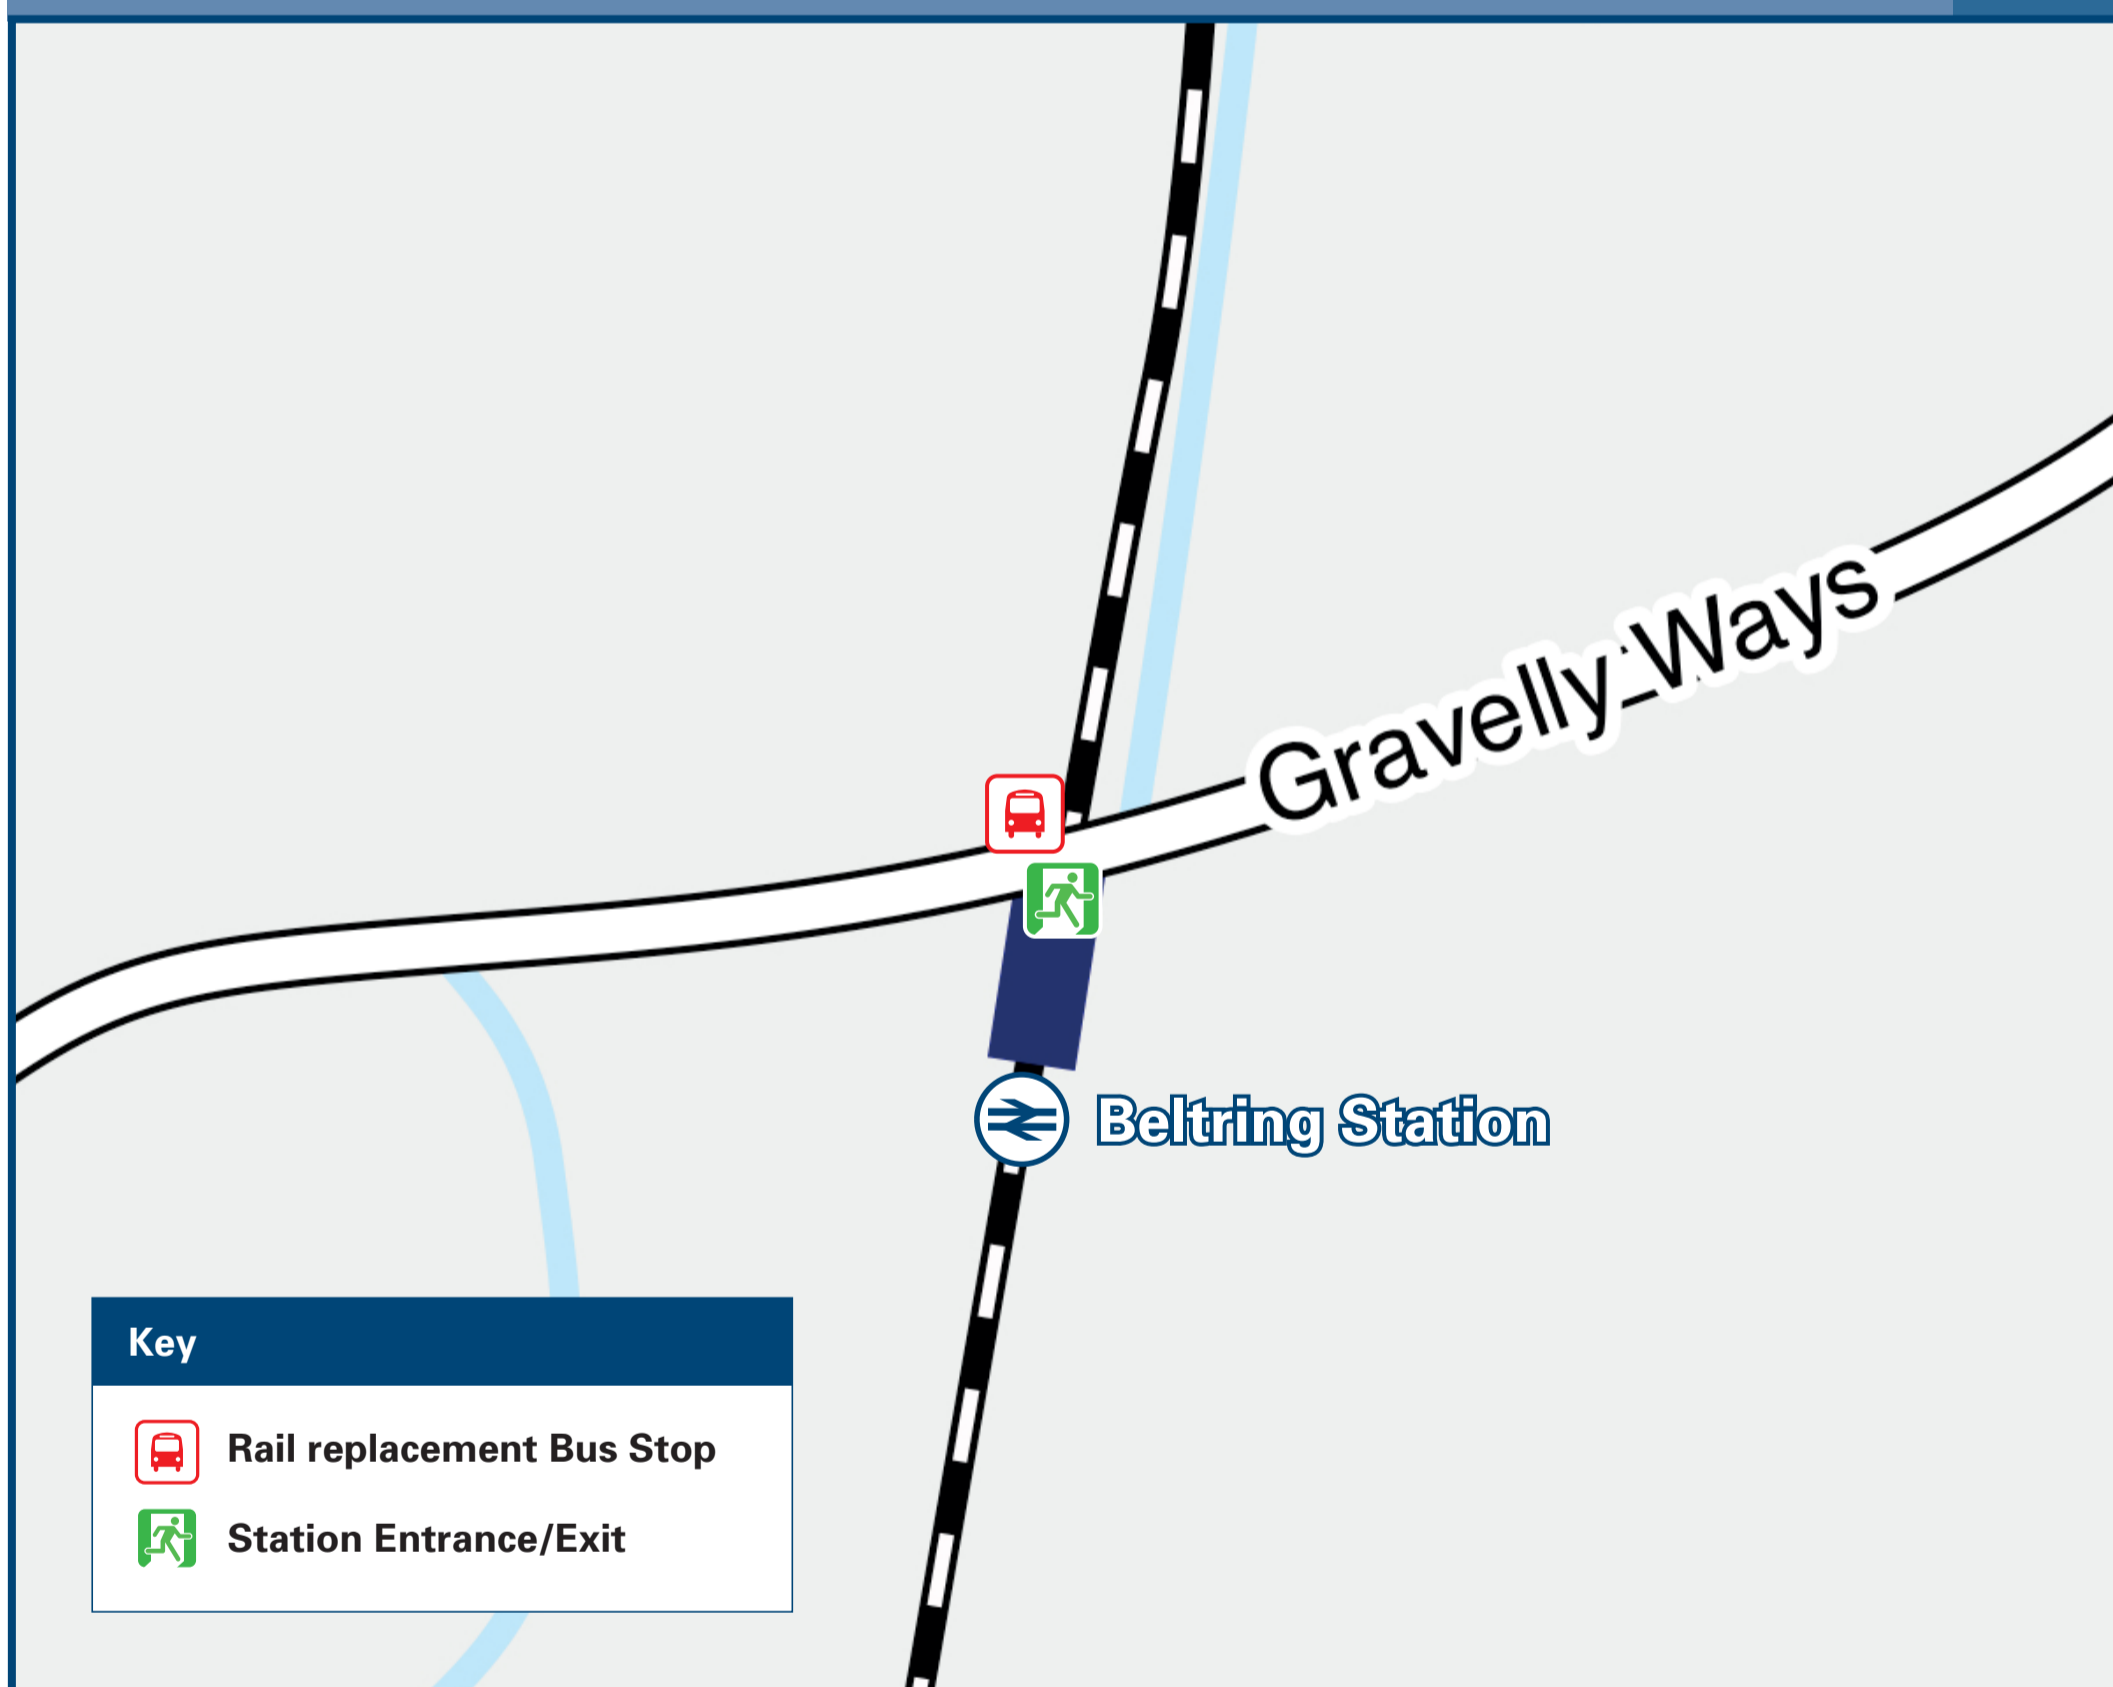 Gravelly Ways
Beltring Station
Key
Rail replacement Bus Stop
Station Entrance/Exit